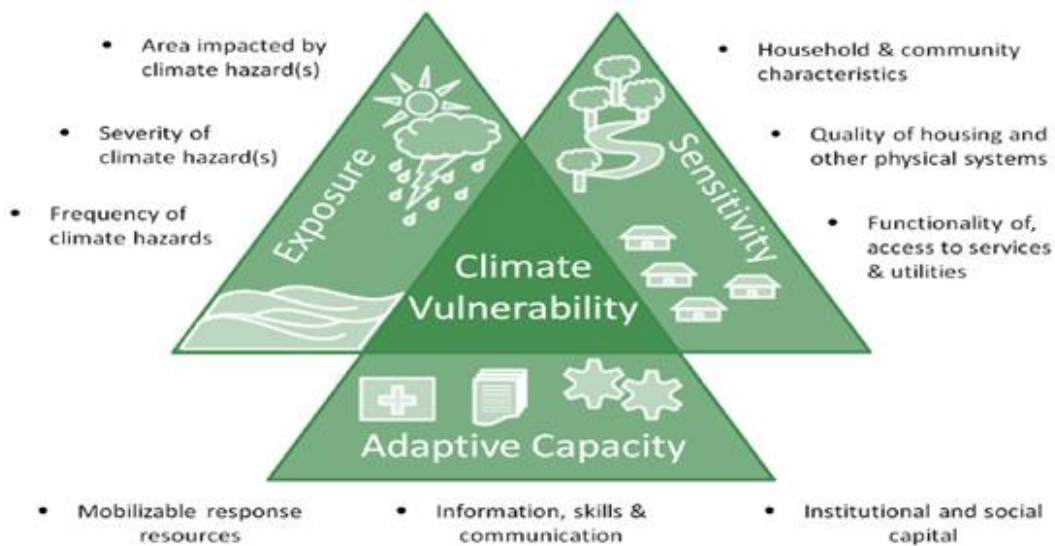 • Area impacted by
climate hazard(s)
• Severity of
climate hazard(s)
• Frequency of
climate hazards
Exposure
• Household & community
characteristics
• Quality of housing and
other physical systems
• Functionality of,
access to services
& utilities
Sensitivity
Climate
Vulnerability
Adaptive Capacity
• Mobilizable response
resources
• Information, skills &
communication
• Institutional and social
capital